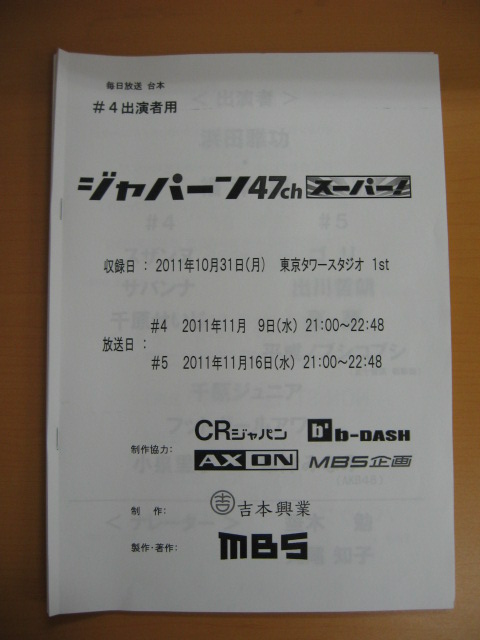 毎日放送 台本
#4出演者用
ジャパーン47ch スーパー!
収録日： 2011年10月31日(月) 東京タワースタジオ 1st
#4 2011年11月 9日(水) 21:00～22:48
放送日：
#5 2011年11月16日(水) 21:00～22:48
制作協力:
CRジャパン b b-DASH
AX ON MBS企画
制 作: 吉 吉本興業
製作・著作: MBS